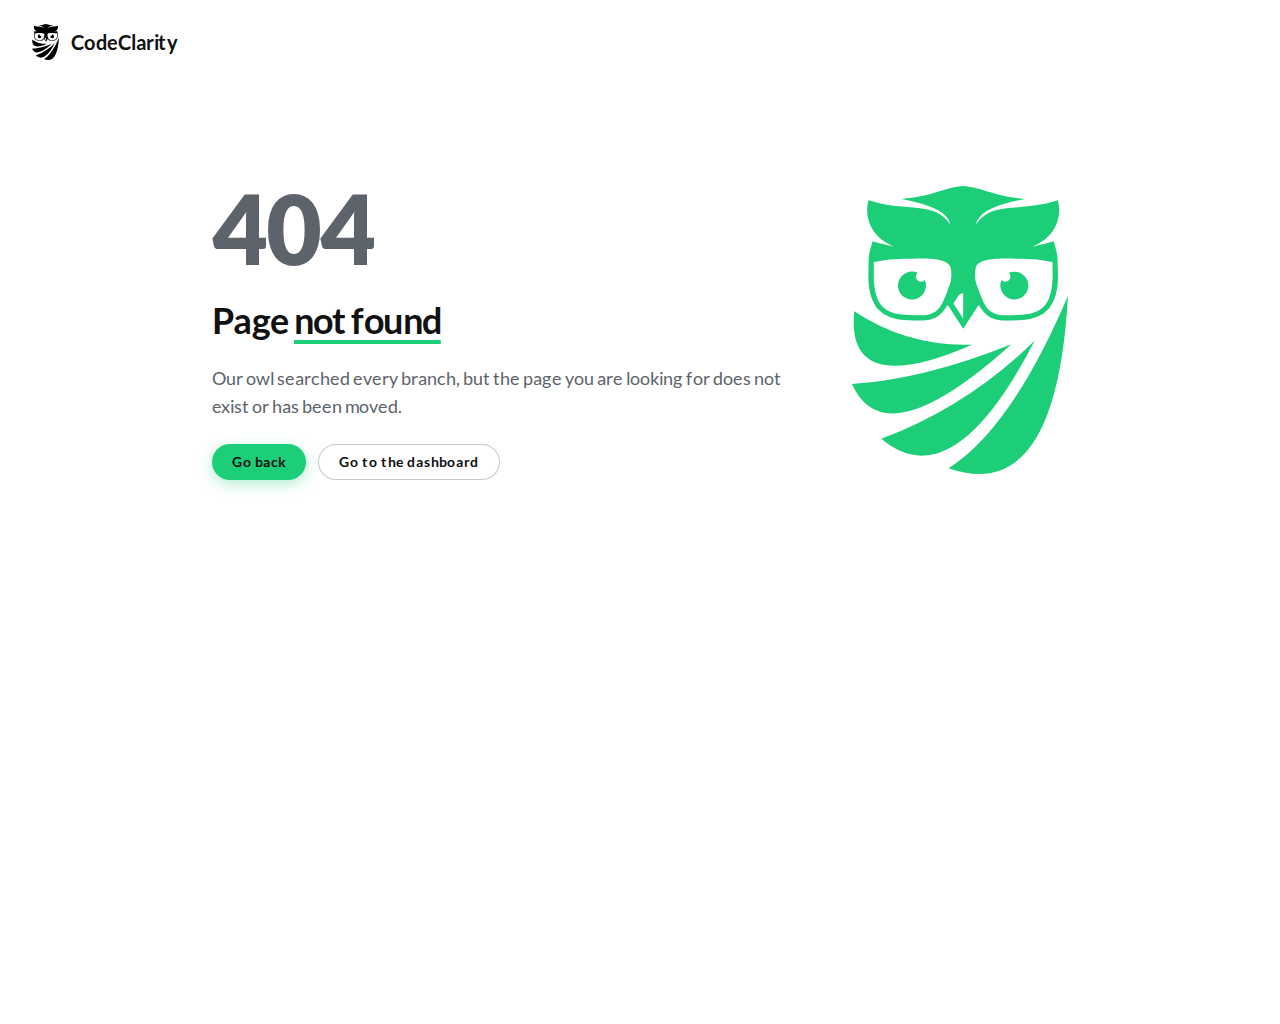 CodeClarity
404
Page not found
Our owl searched every branch, but the page you are looking for does not
exist or has been moved.
Go back
Go to the dashboard